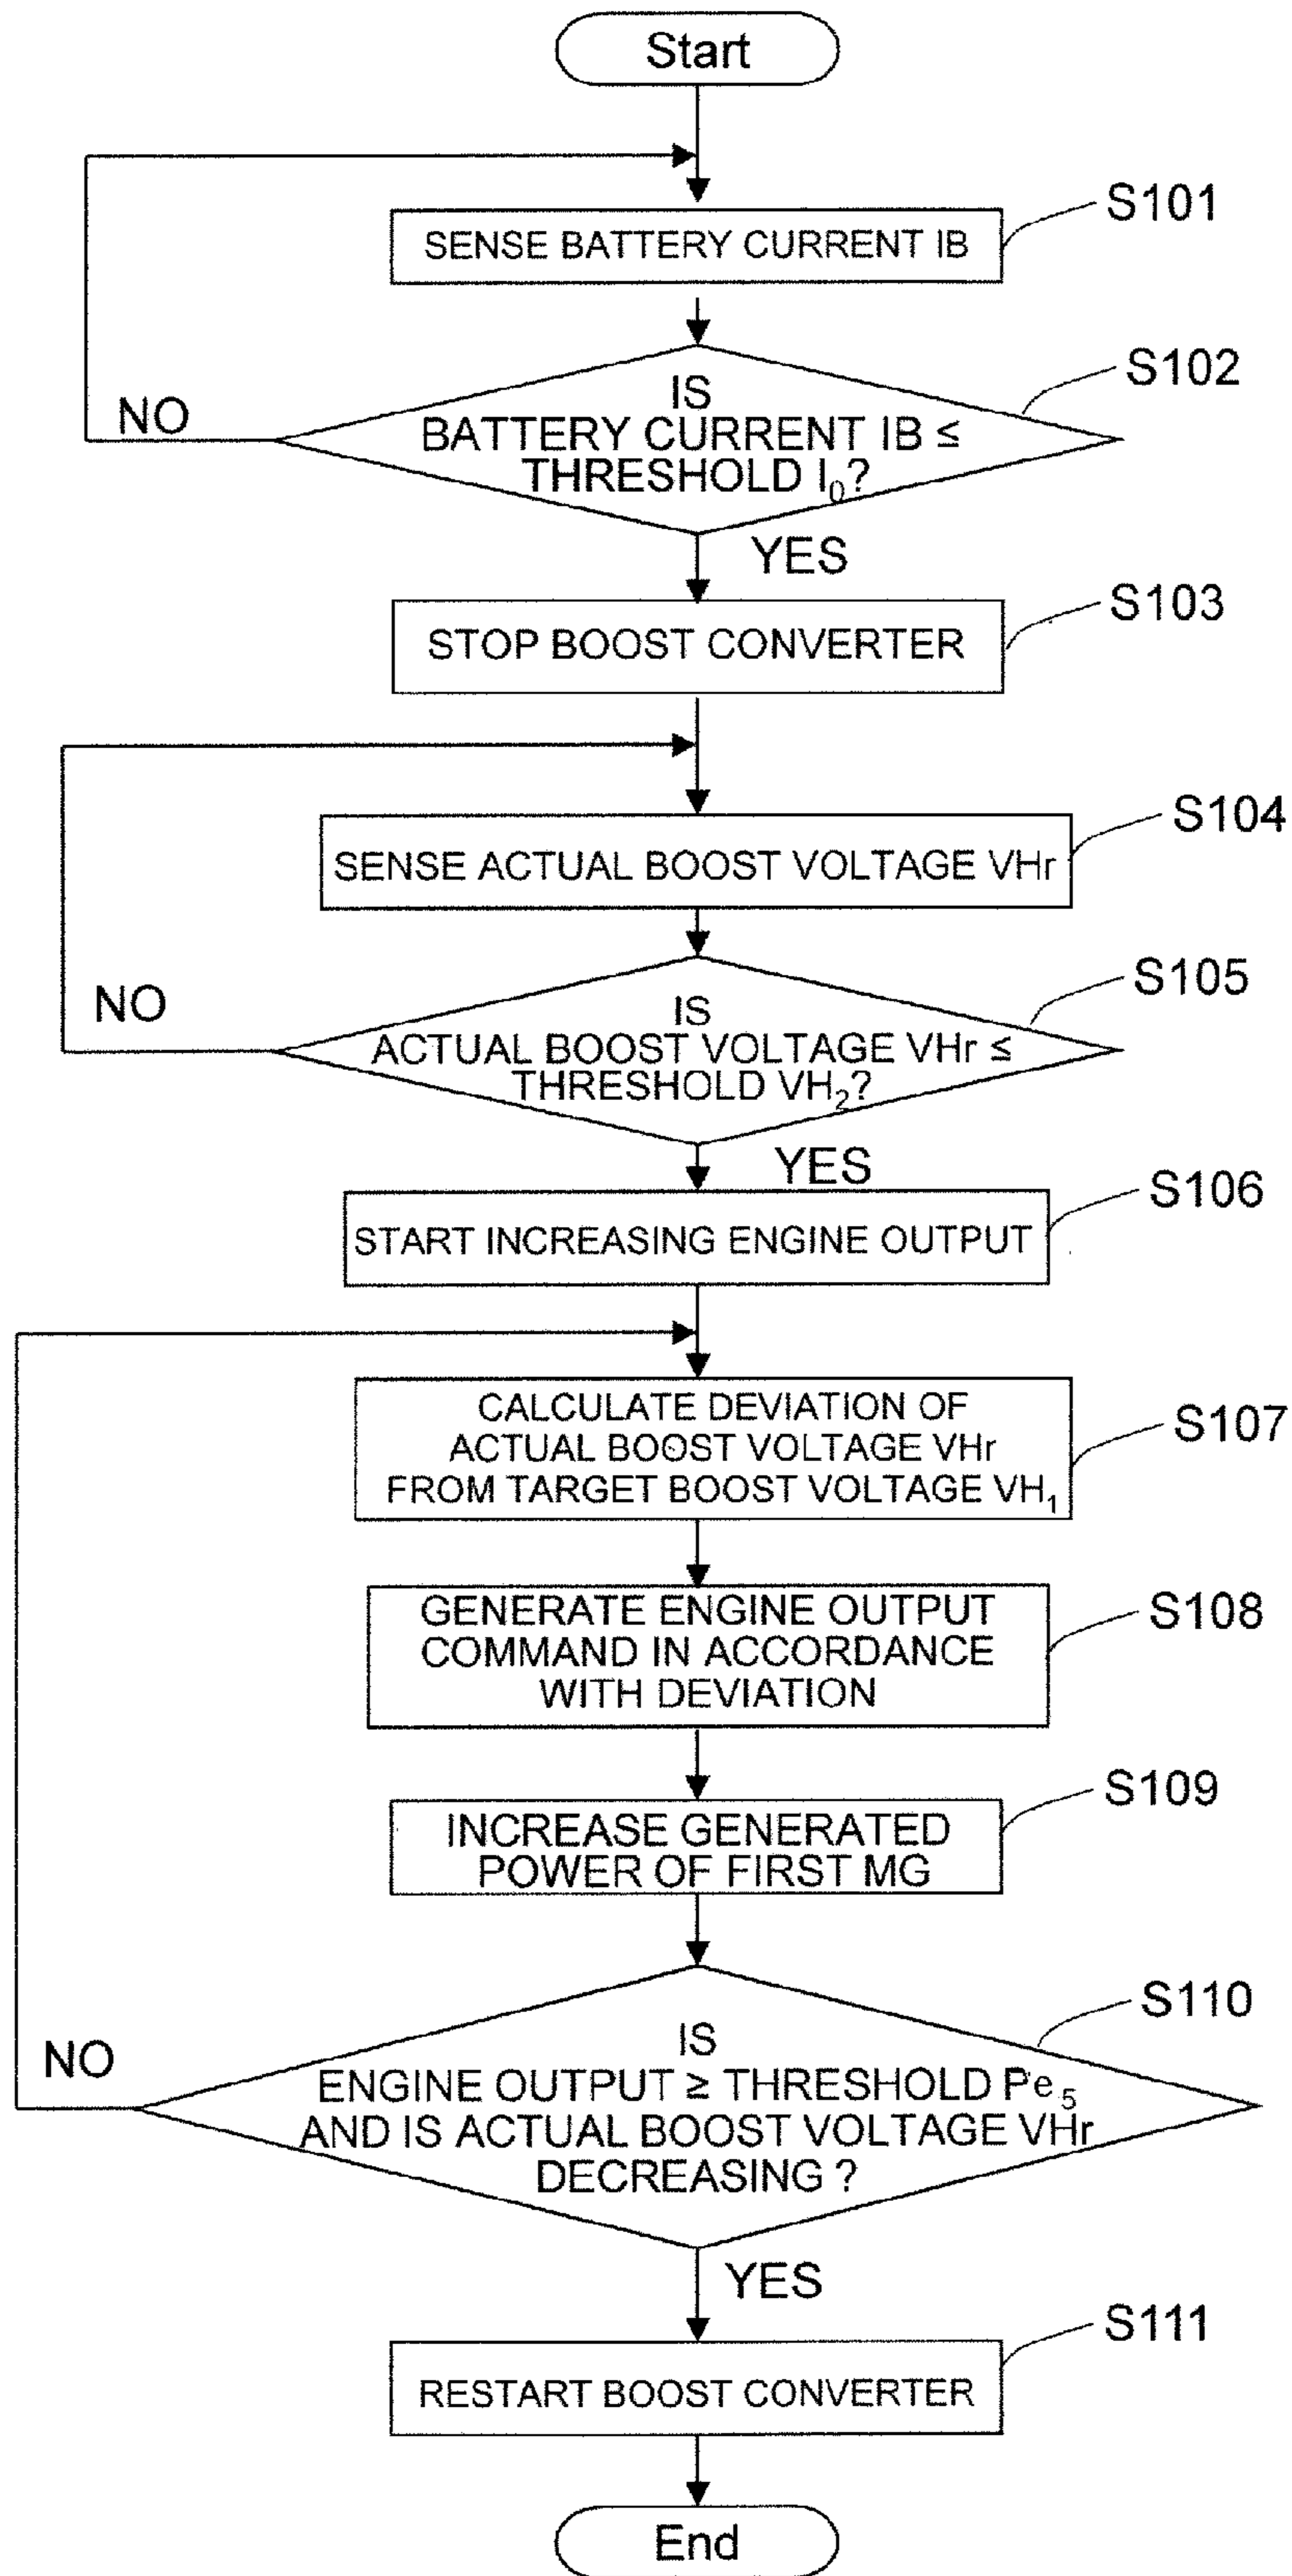 Start
S101
SENSE BATTERY CURRENT IB
S102
IS
BATTERY CURRENT IB ≤
THRESHOLD I₀?
NO
YES
S103
STOP BOOST CONVERTER
S104
SENSE ACTUAL BOOST VOLTAGE VHr
S105
IS
ACTUAL BOOST VOLTAGE VHr ≤
THRESHOLD VH₂?
NO
YES
S106
START INCREASING ENGINE OUTPUT
S107
CALCULATE DEVIATION OF
ACTUAL BOOST VOLTAGE VHr
FROM TARGET BOOST VOLTAGE VH₁
S108
GENERATE ENGINE OUTPUT
COMMAND IN ACCORDANCE
WITH DEVIATION
S109
INCREASE GENERATED
POWER OF FIRST MG
S110
IS
ENGINE OUTPUT ≥ THRESHOLD Pe₅
AND IS ACTUAL BOOST VOLTAGE VHr
DECREASING ?
NO
YES
S111
RESTART BOOST CONVERTER
End